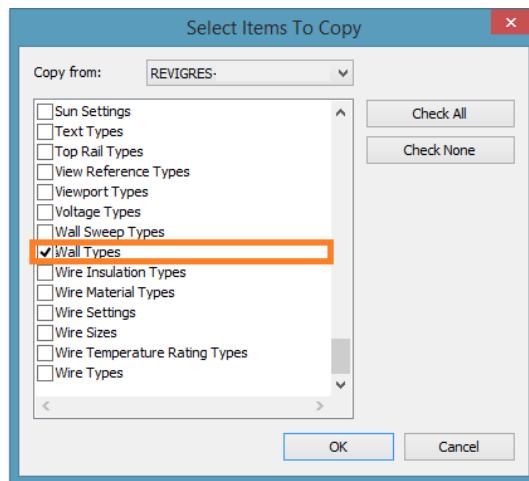 Select Items To Copy
Copy from:
REVIGRES-
Sun Settings
Text Types
Top Rail Types
View Reference Types
Viewport Types
Voltage Types
Wall Sweep Types
Wall Types
Wire Insulation Types
Wire Material Types
Wire Settings
Wire Sizes
Wire Temperature Rating Types
Wire Types
Check All
Check None
OK
Cancel